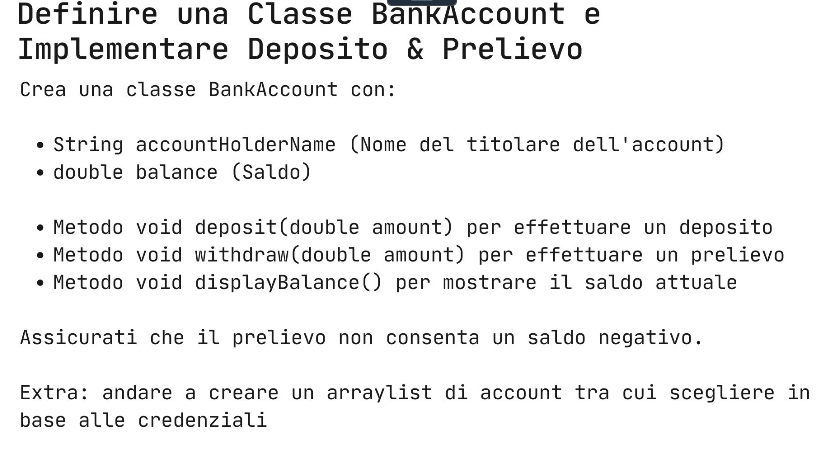 Definire una Classe BankAccount e
Implementare Deposito & Prelievo
Crea una classe BankAccount con:
• String accountHolderName (Nome del titolare dell'account)
• double balance (Saldo)
• Metodo void deposit(double amount) per effettuare un deposito
• Metodo void withdraw(double amount) per effettuare un prelievo
• Metodo void displayBalance() per mostrare il saldo attuale
Assicurati che il prelievo non consenta un saldo negativo.
Extra: andare a creare un arraylist di account tra cui scegliere in
base alle credenziali